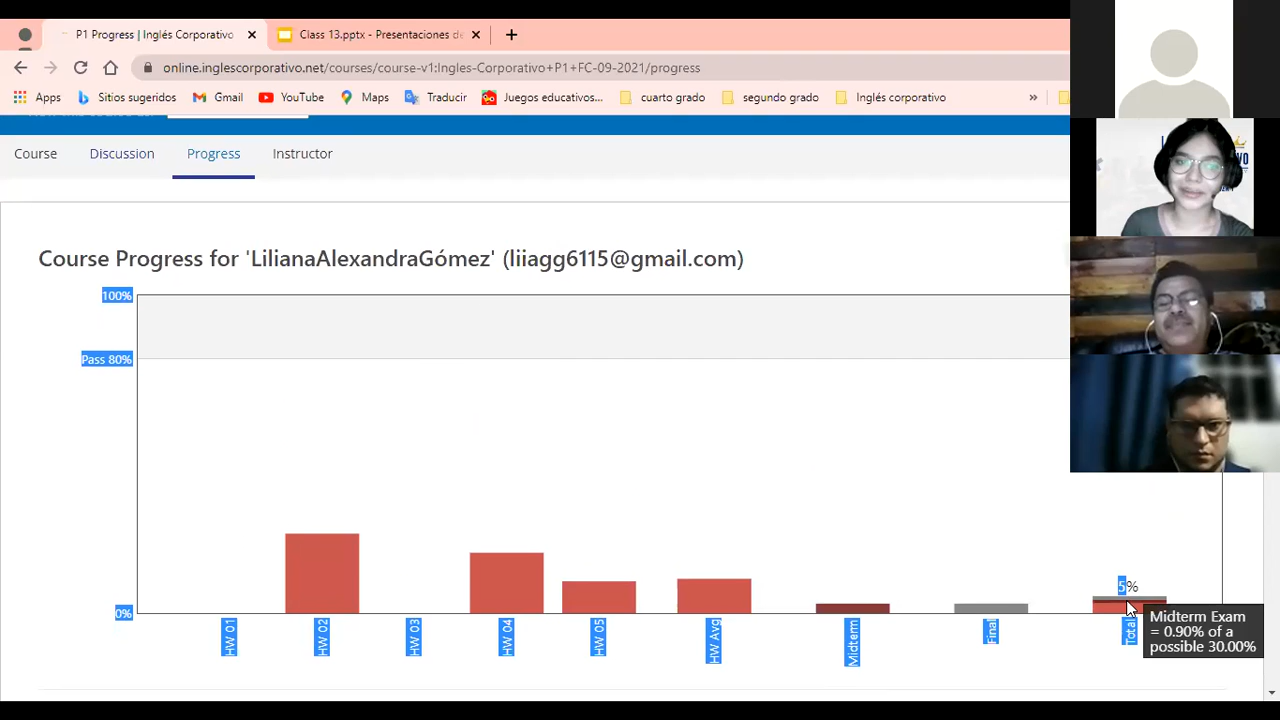 P1 Progress | Inglés Corporativo
Class 13.pptx - Presentaciones de
online.inglescorporativo.net/courses/course-v1:Ingles-Corporativo+P1+FC-09-2021/progress
Apps
Sitios sugeridos
Gmail
YouTube
Maps
Traducir
Juegos educativos...
cuarto grado
segundo grado
Inglés corporativo
»
Course
Discussion
Progress
Instructor
Course Progress for 'LilianaAlexandraGómez' (liiagg6115@gmail.com)
100%
Pass 80%
0%
5%
HW 01
HW 02
HW 03
HW 04
HW 05
HW Avg
Midterm
Final
Total
Midterm Exam
= 0.90% of a
possible 30.00%